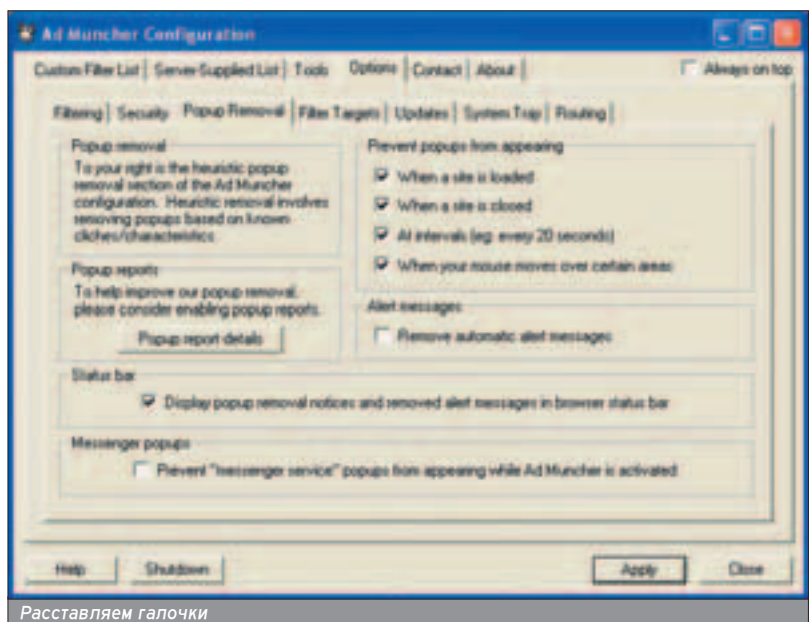 Ad Muncher Configuration
Custom Filter List Server-Supplied List Tools Options Contact About Always on top
Filtering Security Popup Removal Filter Targets Updates System Tray Routing
Popup removal
To your right is the heuristic popup
removal section of the Ad Muncher
configuration. Heuristic removal involves
removing popups based on known
cliches/characteristics.
Popup reports
To help improve our popup removal,
please consider enabling popup reports.
Popup report details
Prevent popups from appearing
When a site is loaded
When a site is closed
At intervals (eg: every 20 seconds)
When your mouse moves over certain areas
Alert messages
Remove automatic alert messages
Status bar
Display popup removal notices and removed alert messages in browser status bar
Messenger popups
Prevent "messenger service" popups from appearing while Ad Muncher is activated
Help Shutdown Apply Close
Расставляем галочки